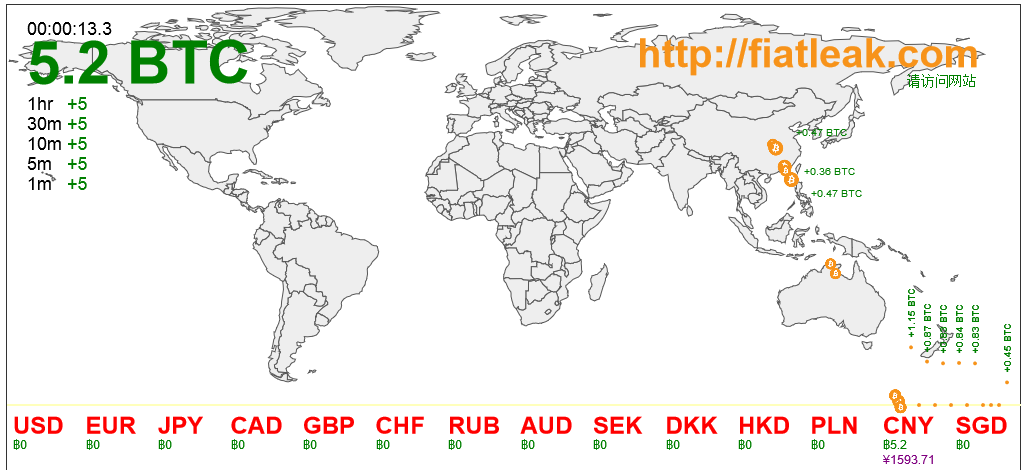 00:00:13.3
5.2 BTC
http://fiatleak.com
请访问网站
1hr +5
30m +5
10m +5
5m +5
1m +5
+0.47 BTC
+0.36 BTC
+0.47 BTC
+1.15 BTC
+0.87 BTC
BTC
+0.84 BTC
+0.83 BTC
+0.45 BTC
USD EUR JPY CAD GBP CHF RUB AUD SEK DKK HKD PLN CNY SGD
฿0 ฿0 ฿0 ฿0 ฿0 ฿0 ฿0 ฿0 ฿0 ฿0 ฿0 ฿0 ฿5.2 ฿0
¥1593.71